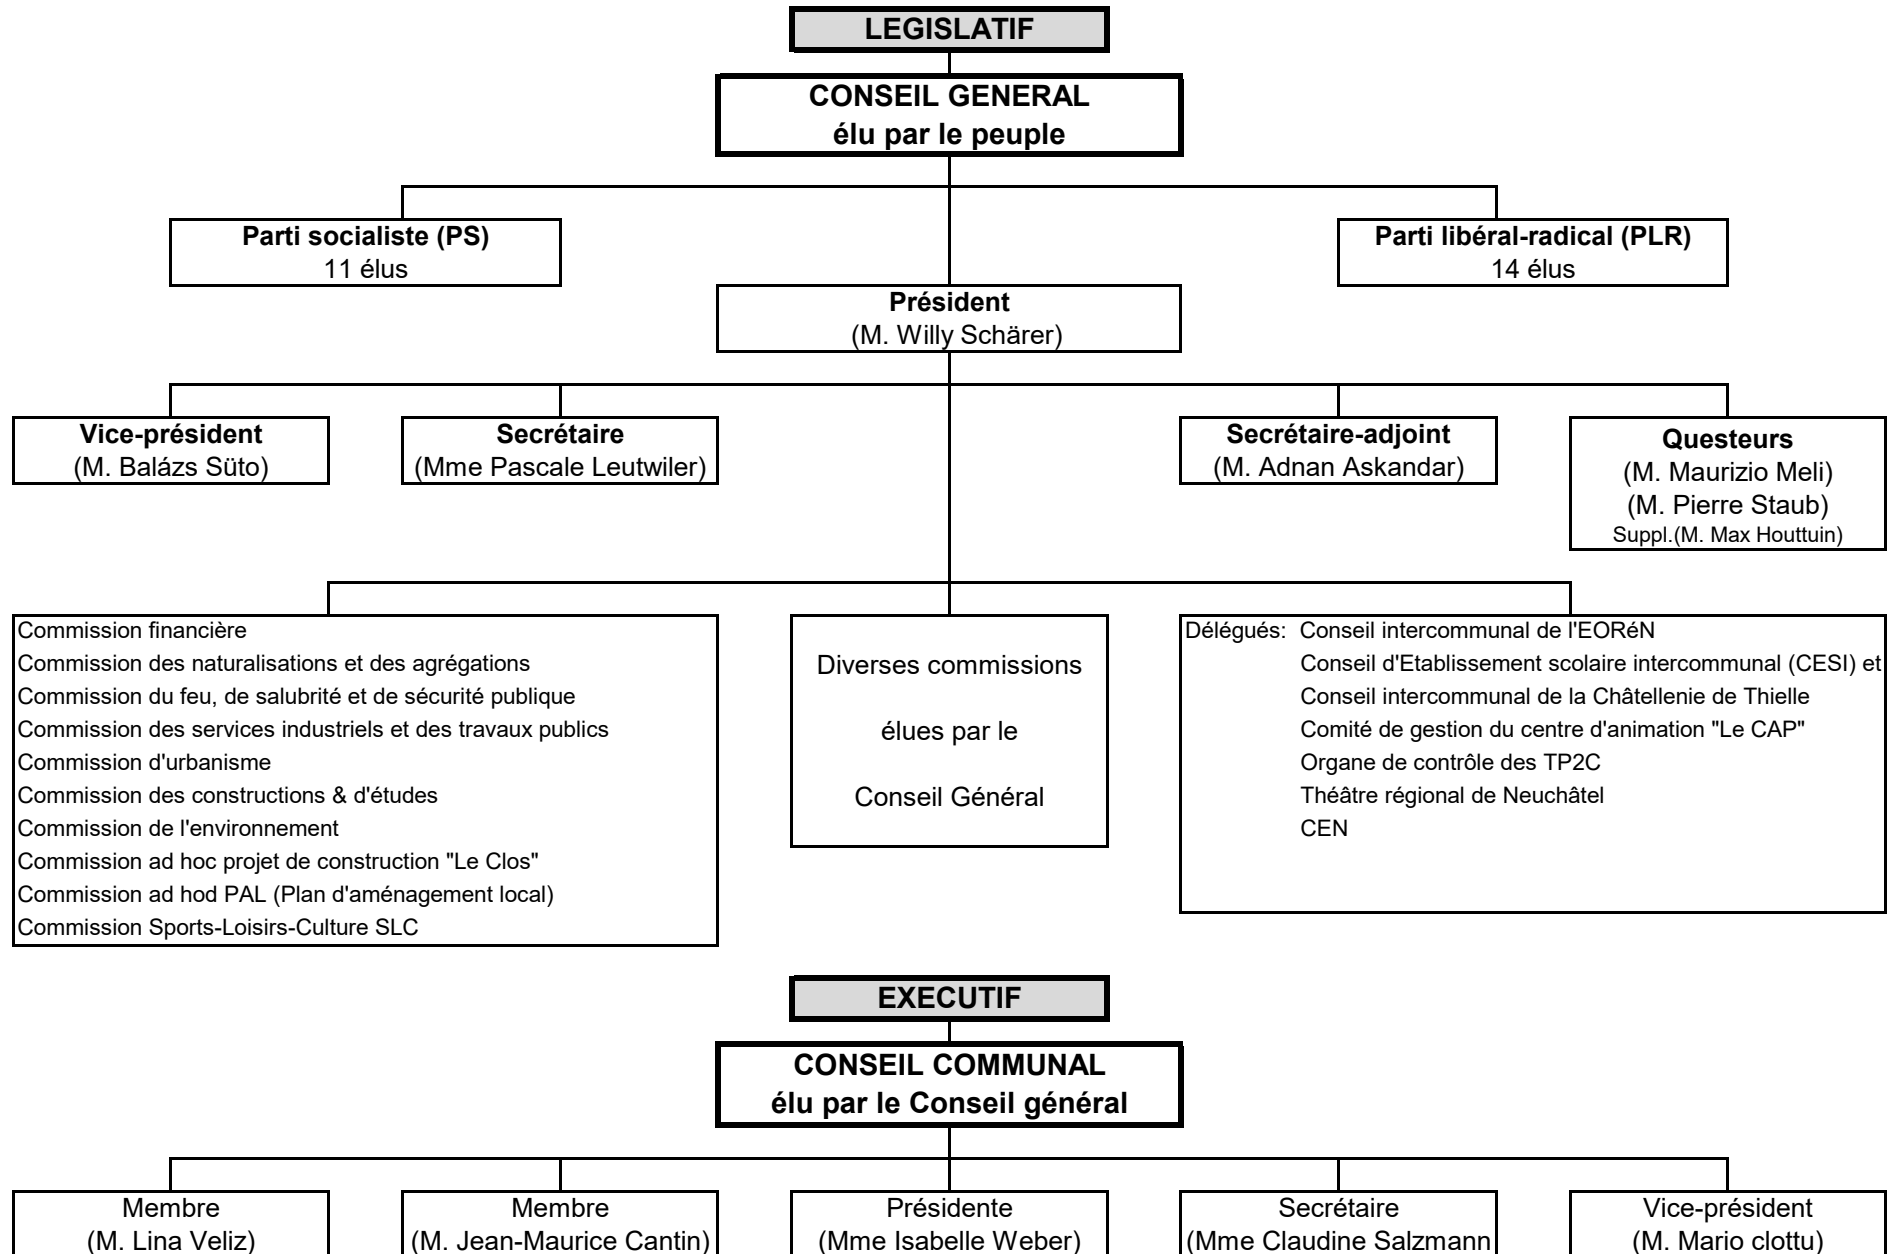 LEGISLATIF
CONSEIL GENERAL
élu par le peuple
Parti socialiste (PS)
11 élus
Parti libéral-radical (PLR)
14 élus
Président
(M. Willy Schärer)
Vice-président
(M. Balázs Süto)
Secrétaire
(Mme Pascale Leutwiler)
Secrétaire-adjoint
(M. Adnan Askandar)
Questeurs
(M. Maurizio Meli)
(M. Pierre Staub)
Suppl.(M. Max Houttuin)
Commission financière
Commission des naturalisations et des agrégations
Commission du feu, de salubrité et de sécurité publique
Commission des services industriels et des travaux publics
Commission d'urbanisme
Commission des constructions & d'études
Commission de l'environnement
Commission ad hoc projet de construction "Le Clos"
Commission ad hod PAL (Plan d'aménagement local)
Commission Sports-Loisirs-Culture SLC
Diverses commissions
élues par le
Conseil Général
Délégués: Conseil intercommunal de l'EORéN
Conseil d'Etablissement scolaire intercommunal (CESI) et
Conseil intercommunal de la Châtellenie de Thielle
Comité de gestion du centre d'animation "Le CAP"
Organe de contrôle des TP2C
Théâtre régional de Neuchâtel
CEN
EXECUTIF
CONSEIL COMMUNAL
élu par le Conseil général
Membre
(M. Lina Veliz)
Membre
(M. Jean-Maurice Cantin)
Présidente
(Mme Isabelle Weber)
Secrétaire
(Mme Claudine Salzmann
Vice-président
(M. Mario clottu)